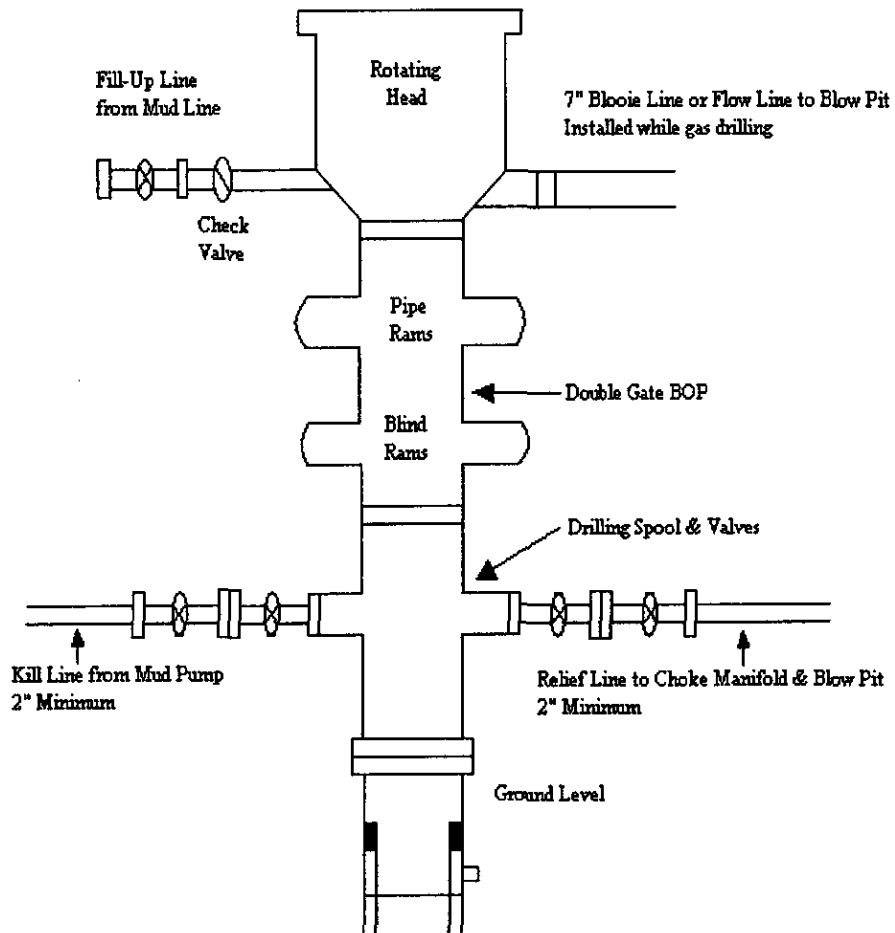 Rotating
Head
Fill-Up Line
from Mud Line
7" Blooie Line or Flow Line to Blow Pit
Installed while gas drilling
Check
Valve
Pipe
Rams
Double Gate BOP
Blind
Rams
Drilling Spool & Valves
Kill Line from Mud Pump
2" Minimum
Relief Line to Choke Manifold & Blow Pit
2" Minimum
Ground Level